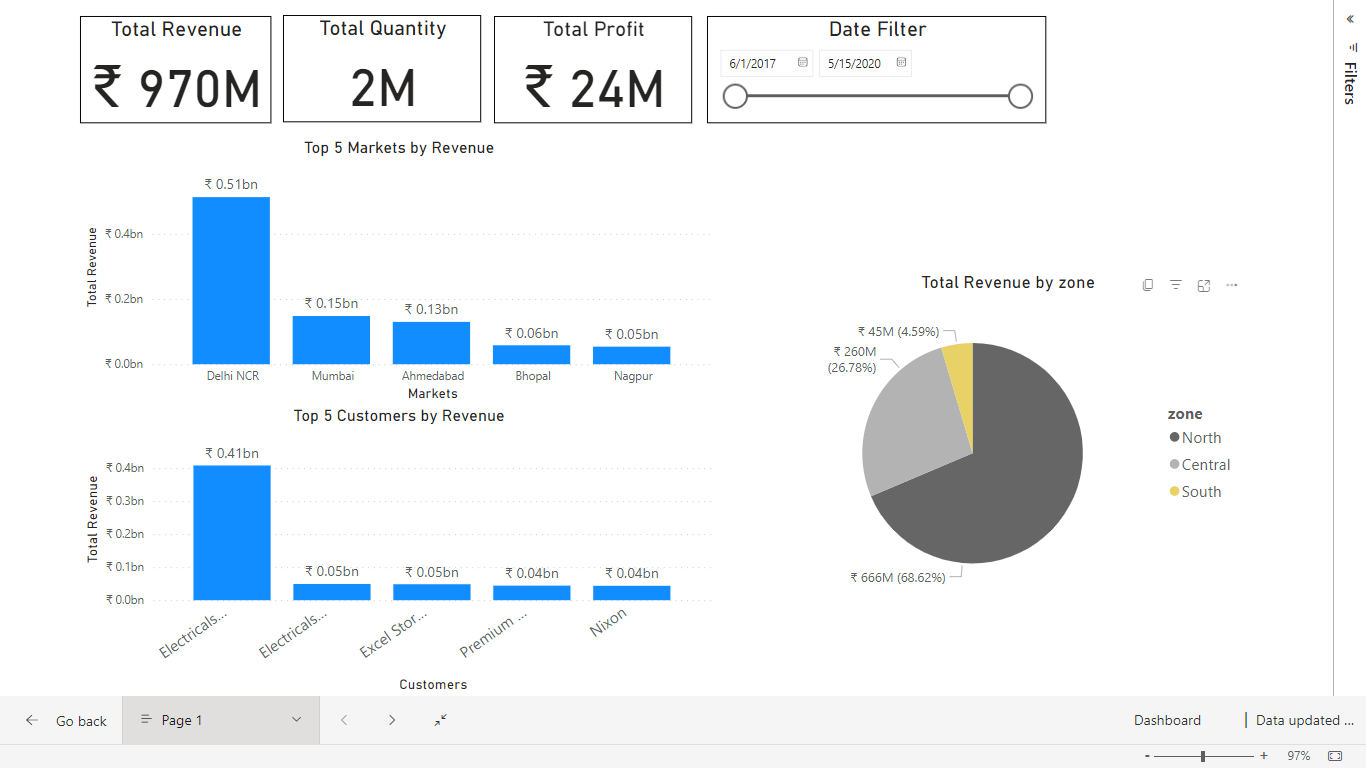 Total Revenue
₹ 970M
Total Quantity
2M
Total Profit
₹ 24M
Date Filter
6/1/2017
5/15/2020
Filters
Top 5 Markets by Revenue
Total Revenue
₹ 0.4bn
₹ 0.2bn
₹ 0.0bn
₹ 0.51bn
₹ 0.15bn
₹ 0.13bn
₹ 0.06bn
₹ 0.05bn
Delhi NCR
Mumbai
Ahmedabad
Bhopal
Nagpur
Markets
Top 5 Customers by Revenue
Total Revenue
₹ 0.4bn
₹ 0.3bn
₹ 0.2bn
₹ 0.1bn
₹ 0.0bn
₹ 0.41bn
₹ 0.05bn
₹ 0.05bn
₹ 0.04bn
₹ 0.04bn
Electricals...
Electricals...
Excel Stor...
Premium ...
Nixon
Customers
Total Revenue by zone
₹ 45M (4.59%)
₹ 260M
(26.78%)
₹ 666M (68.62%)
zone
North
Central
South
Go back
Page 1
Dashboard
Data updated ...
- + 97%